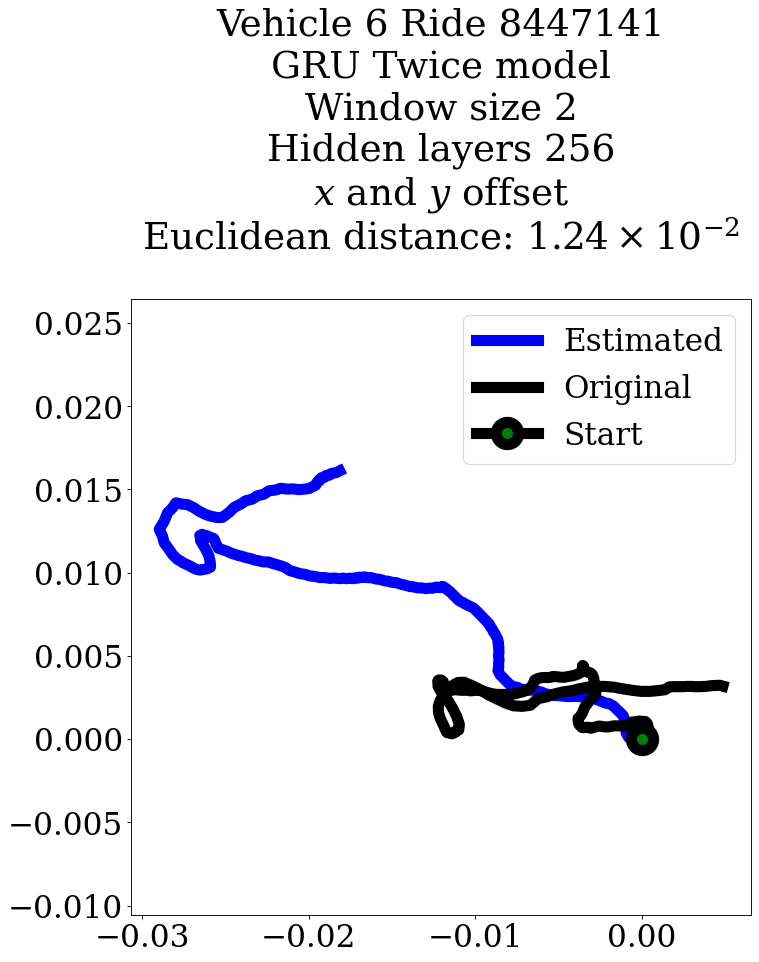 Vehicle 6 Ride 8447141
GRU Twice model
Window size 2
Hidden layers 256
x and y offset
Euclidean distance: 1.24 × 10⁻²
Estimated
Original
Start
0.025
0.020
0.015
0.010
0.005
0.000
−0.005
−0.010
−0.03 −0.02 −0.01 0.00